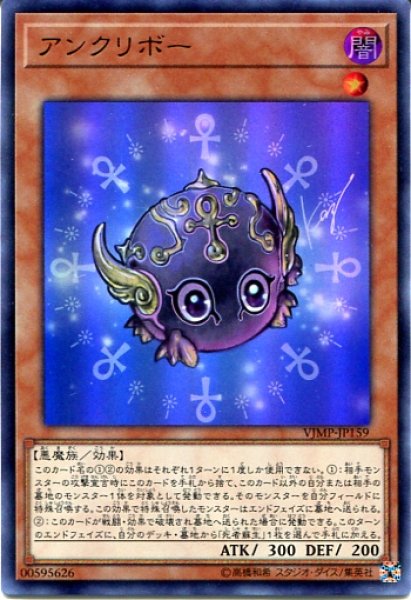 アンクリボー
闇
VJMP-JP159
【悪魔族／効果】
このカード名の①②の効果はそれぞれ1ターンに1度しか使用できない。①：相手モン
スターの攻撃宣言時にこのカードを手札から捨て、このカード以外の自分または相手の
墓地のモンスター1体を対象として発動できる。そのモンスターを自分フィールドに
特殊召喚する。この効果で特殊召喚したモンスターはエンドフェイズに墓地へ送られる。
②：このカードが戦闘・効果で破壊され墓地へ送られた場合に発動できる。このターン
のエンドフェイズに、自分のデッキ・墓地から「死者蘇生」1枚を選んで手札に加える。
ATK/ 300 DEF/ 200
00595626
©高橋和希 スタジオ・ダイス/集英社